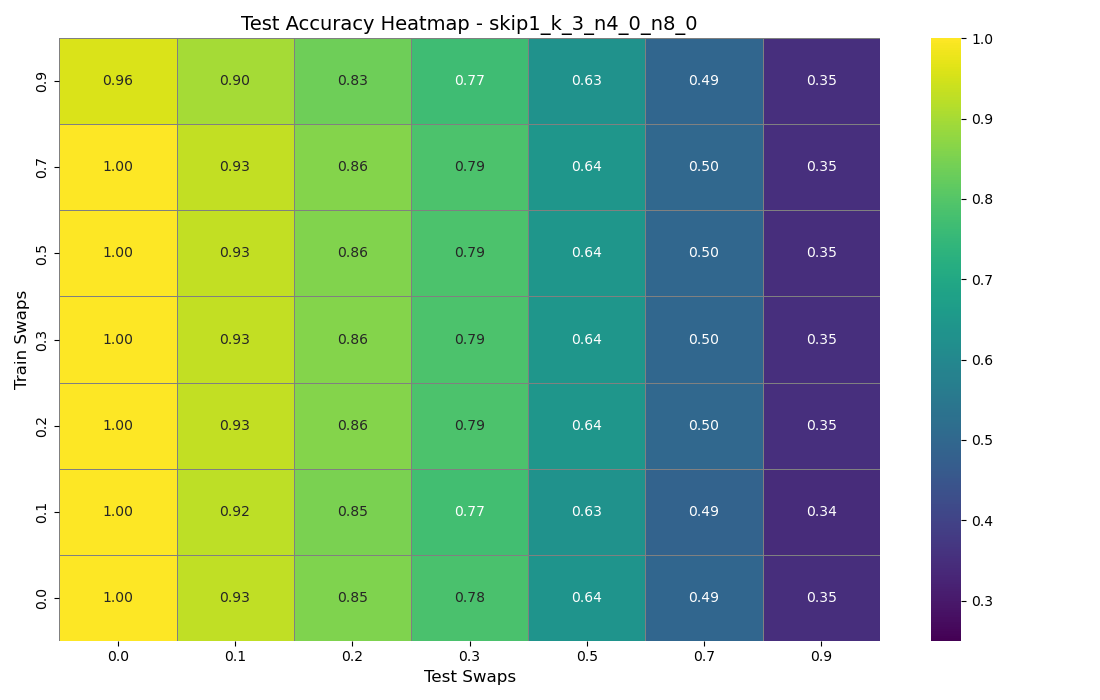 Test Accuracy Heatmap - skip1_k_3_n4_0_n8_0
Train Swaps
0.9 0.96 0.90 0.83 0.77 0.63 0.49 0.35
0.7 1.00 0.93 0.86 0.79 0.64 0.50 0.35
0.5 1.00 0.93 0.86 0.79 0.64 0.50 0.35
0.3 1.00 0.93 0.86 0.79 0.64 0.50 0.35
0.2 1.00 0.93 0.86 0.79 0.64 0.50 0.35
0.1 1.00 0.92 0.85 0.77 0.63 0.49 0.34
0.0 1.00 0.93 0.85 0.78 0.64 0.49 0.35
0.0 0.1 0.2 0.3 0.5 0.7 0.9
Test Swaps
1.0
0.9
0.8
0.7
0.6
0.5
0.4
0.3